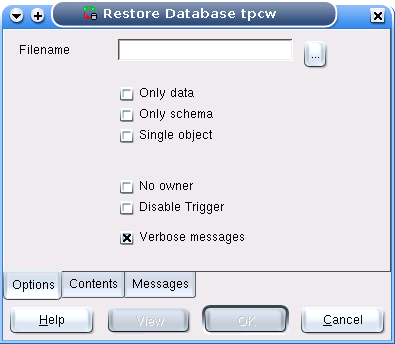 Restore Database tpcw
Filename
...
Only data
Only schema
Single object
No owner
Disable Trigger
Verbose messages
Options Contents Messages
Help View OK Cancel